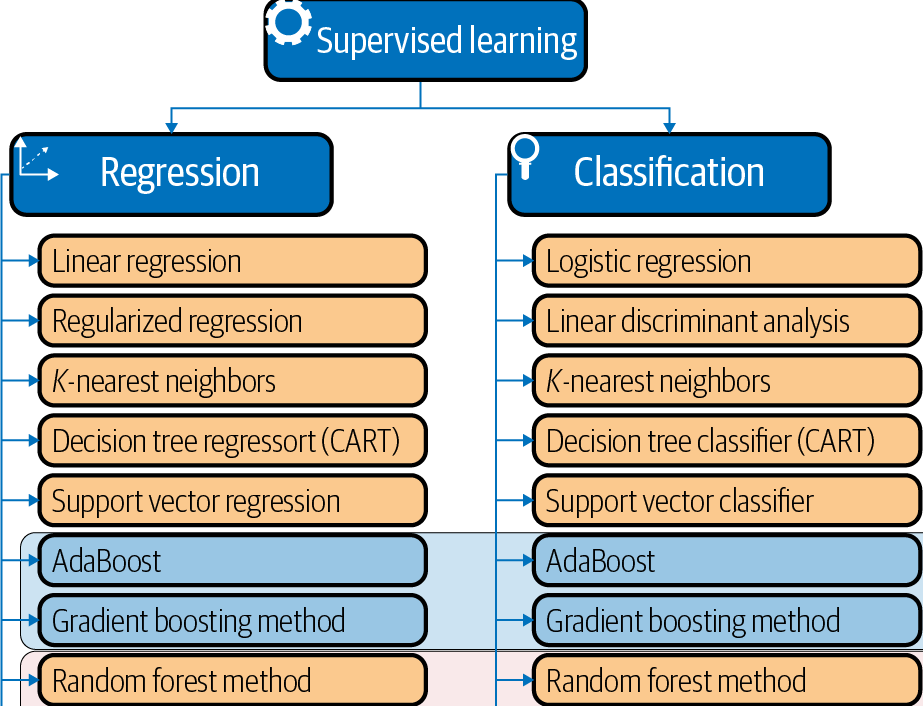 Supervised learning
Regression
Linear regression
Regularized regression
K-nearest neighbors
Decision tree regressort (CART)
Support vector regression
AdaBoost
Gradient boosting method
Random forest method
Classification
Logistic regression
Linear discriminant analysis
K-nearest neighbors
Decision tree classifier (CART)
Support vector classifier
AdaBoost
Gradient boosting method
Random forest method